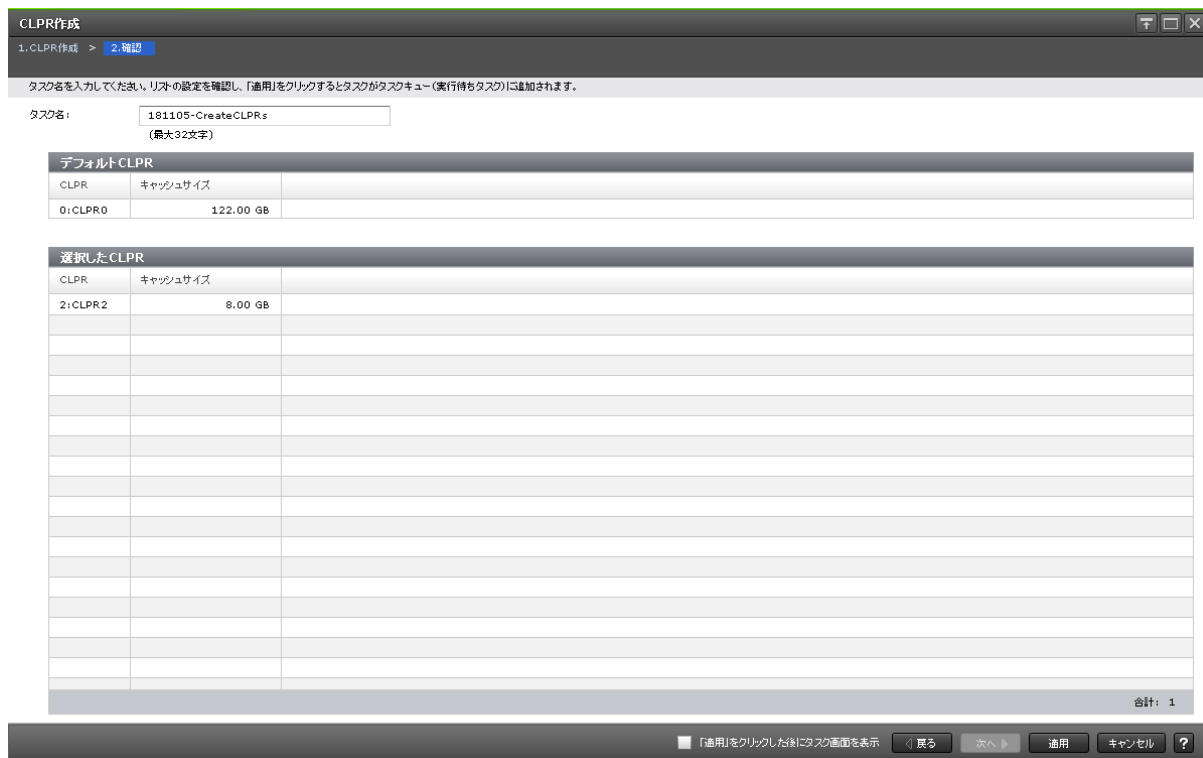 CLPR作成
1.CLPR作成 > 2.確認
タスク名を入力してください。リストの設定を確認し、「適用」をクリックするとタスクがタスクキュー(実行待ちタスク)に追加されます。
タスク名: 181105-CreateCLPRs
(最大32文字)
デフォルトCLPR
CLPR キャッシュサイズ
0:CLPR0 122.00 GB
選択したCLPR
CLPR キャッシュサイズ
2:CLPR2 8.00 GB
合計: 1
「適用」をクリックした後にタスク画面を表示 戻る 次へ 適用 キャンセル ?